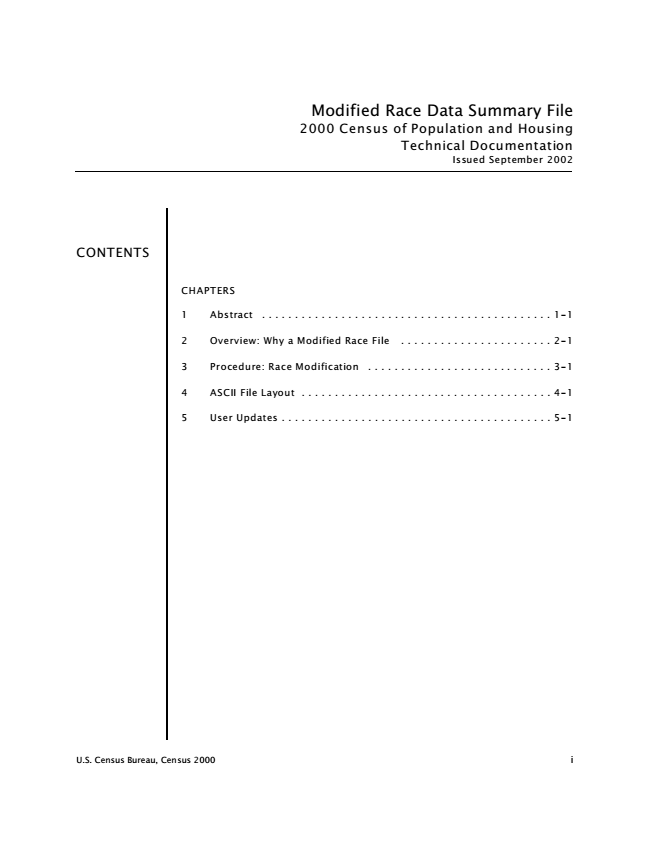 Modified Race Data Summary File
2000 Census of Population and Housing
Technical Documentation
Issued September 2002
CONTENTS
CHAPTERS
1 Abstract . . . . . . . . . . . . . . . . . . . . . . . . . . . . . . . . . . . . . . . . . . . . 1–1
2 Overview: Why a Modified Race File . . . . . . . . . . . . . . . . . . . . . . . 2–1
3 Procedure: Race Modification . . . . . . . . . . . . . . . . . . . . . . . . . . . . 3–1
4 ASCII File Layout . . . . . . . . . . . . . . . . . . . . . . . . . . . . . . . . . . . . . . 4–1
5 User Updates . . . . . . . . . . . . . . . . . . . . . . . . . . . . . . . . . . . . . . . . . 5–1
U.S. Census Bureau, Census 2000 i